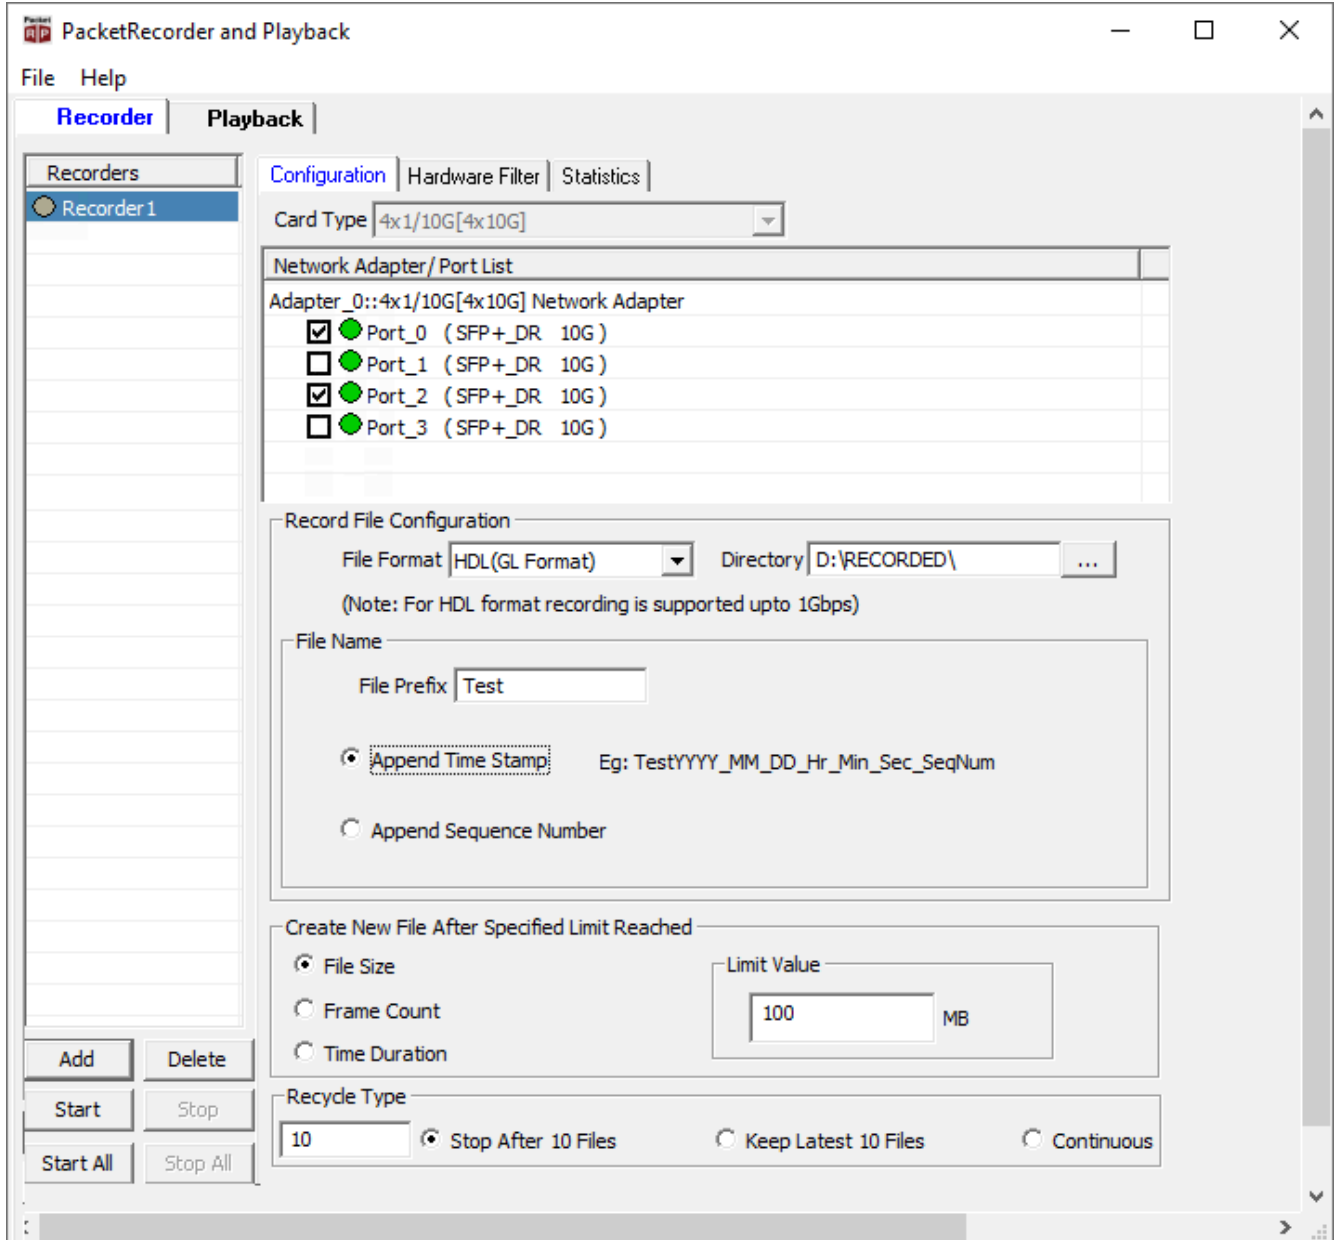 PacketRecorder and Playback
File Help
Recorder Playback
Recorders
Recorder1
Configuration Hardware Filter Statistics
Card Type 4x1/10G[4x10G]
Network Adapter/ Port List
Adapter_0::4x1/10G[4x10G] Network Adapter
Port_0 ( SFP+_DR 10G )
Port_1 ( SFP+_DR 10G )
Port_2 ( SFP+_DR 10G )
Port_3 ( SFP+_DR 10G )
Record File Configuration
File Format HDL(GL Format) Directory D:\RECORDED\ ...
(Note: For HDL format recording is supported upto 1Gbps)
File Name
File Prefix Test
Append Time Stamp Eg: TestYYYY_MM_DD_Hr_Min_Sec_SeqNum
Append Sequence Number
Create New File After Specified Limit Reached
File Size
Frame Count
Time Duration
Limit Value
100 MB
Recycle Type
10 Stop After 10 Files Keep Latest 10 Files Continuous
Add Delete
Start Stop
Start All Stop All